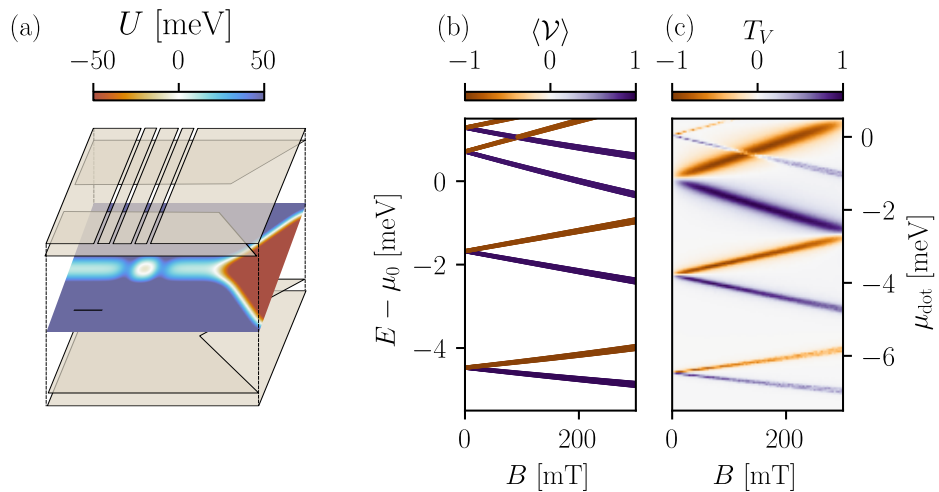 (a)
U [meV]
−50 0 50
(b)
⟨𝒱⟩
−1 0 1
E − μ₀ [meV]
0
−2
−4
0 200
B [mT]
(c)
T_V
−1 0 1
0
−2
−4
−6
μ_dot [meV]
0 200
B [mT]